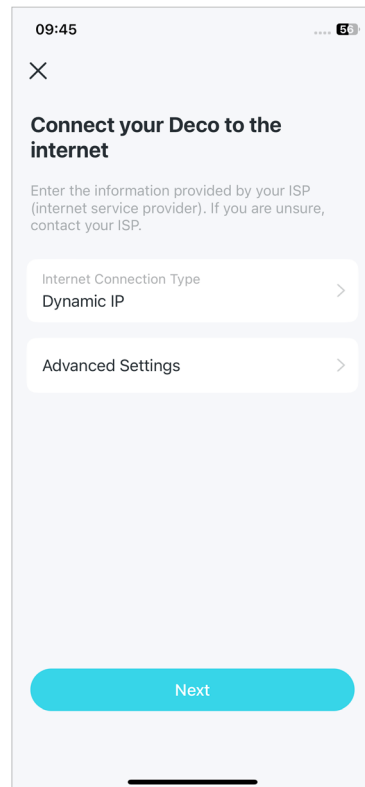 09:45
56
Connect your Deco to the
internet
Enter the information provided by your ISP
(internet service provider). If you are unsure,
contact your ISP.
Internet Connection Type
Dynamic IP
Advanced Settings
Next